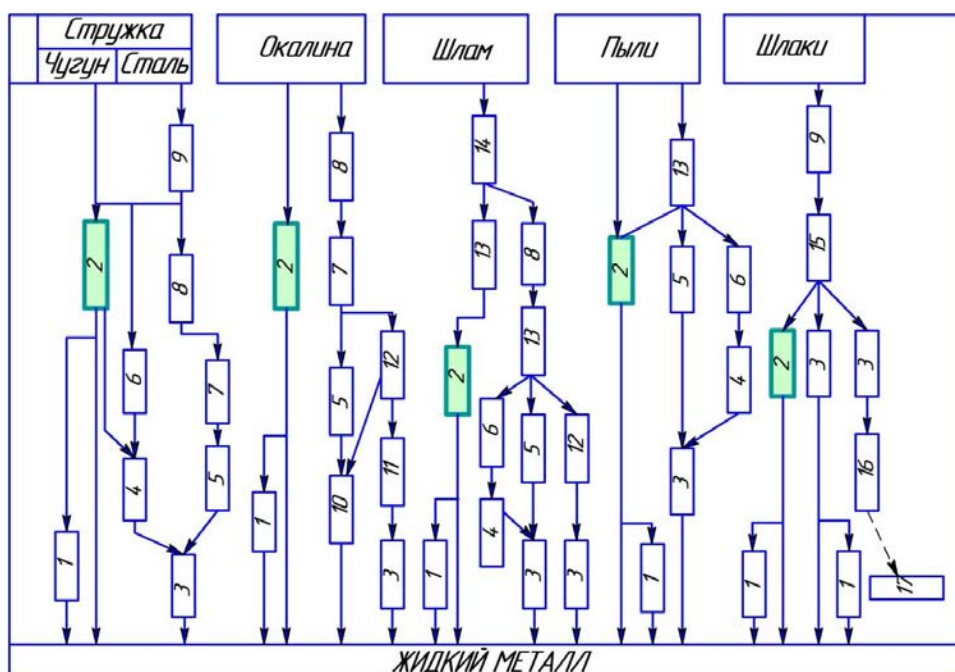 Стружка Окалина Шлам Пыли Шлаки
Чугун Сталь
9 8 14 13 9
2 8 2 7 13 8 2 5 6 15
6 7 5 12 2 13 4 2 3 3
4 5 10 11 6 5 12 3 16
1 3 1 3 1 4 3 3 1 1 1 17
ЖИДКИЙ МЕТАЛЛ